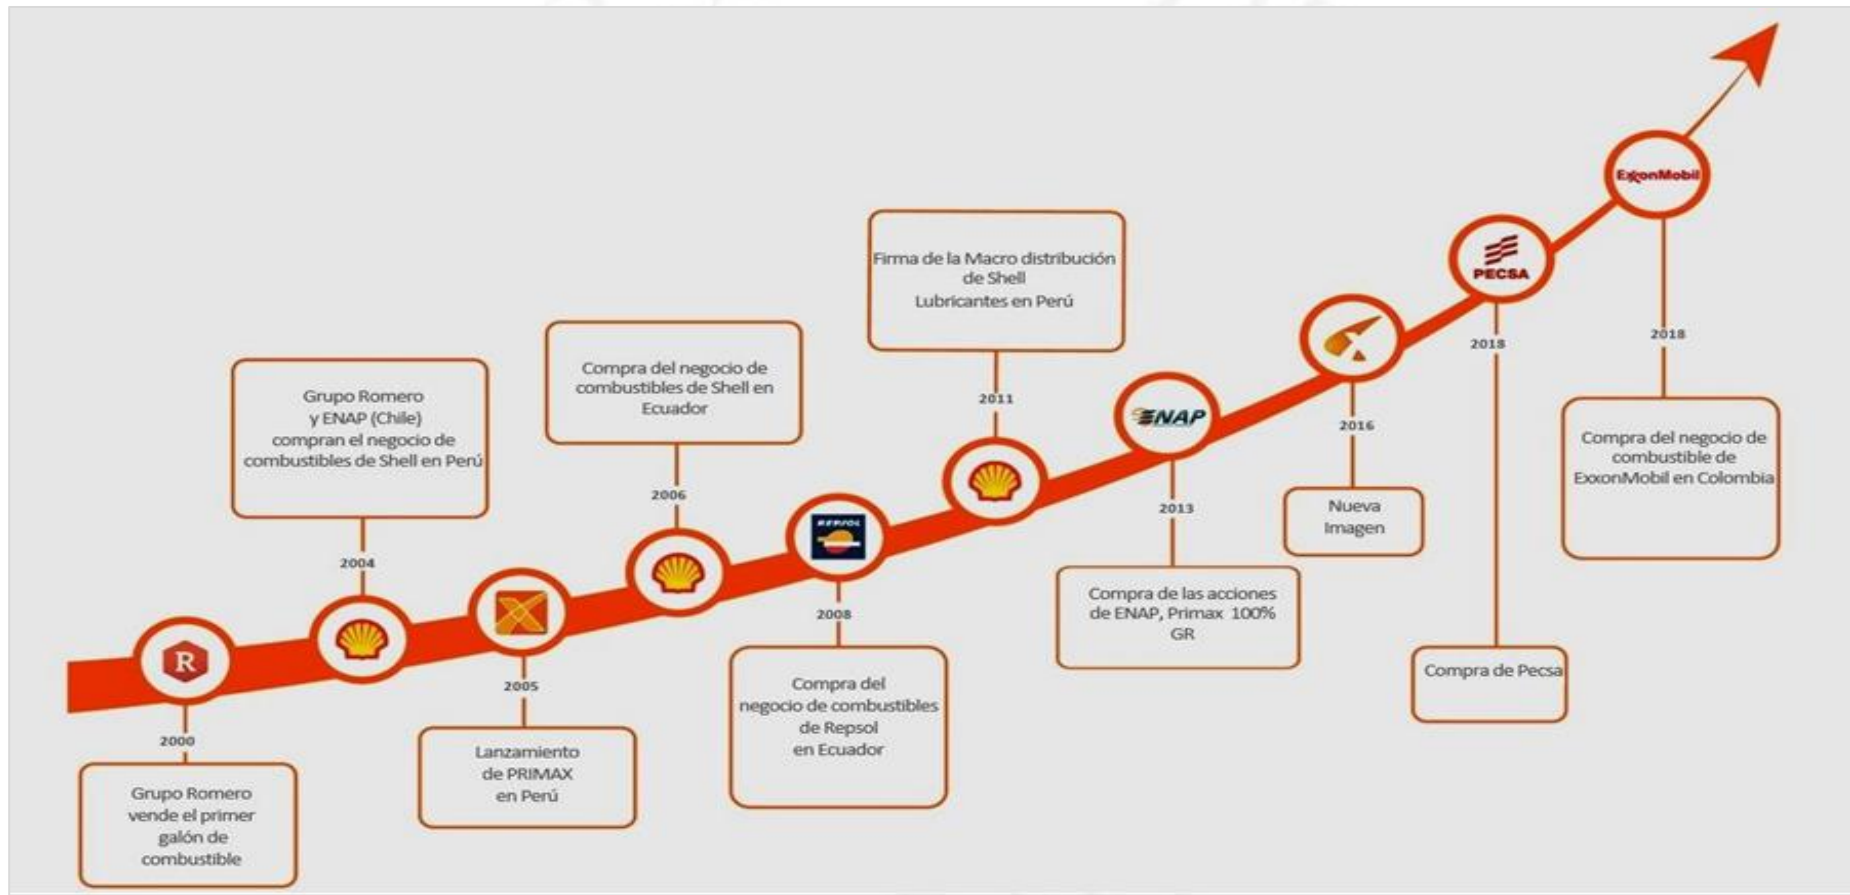 R
2000
Grupo Romero
vende el primer
galón de
combustible
Grupo Romero
y ENAP (Chile)
compran el negocio de
combustibles de Shell en Perú
2004
2005
Lanzamiento
de PRIMAX
en Perú
Compra del negocio de
combustibles de Shell en
Ecuador
2006
REPSOL
2008
Compra del
negocio de combustibles
de Repsol
en Ecuador
Firma de la Macro distribución
de Shell
Lubricantes en Perú
2011
ENAP
2013
Compra de las acciones
de ENAP, Primax 100%
GR
2016
Nueva
Imagen
PECSA
2018
Compra de Pecsa
ExxonMobil
2018
Compra del negocio de
combustible de
ExxonMobil en Colombia